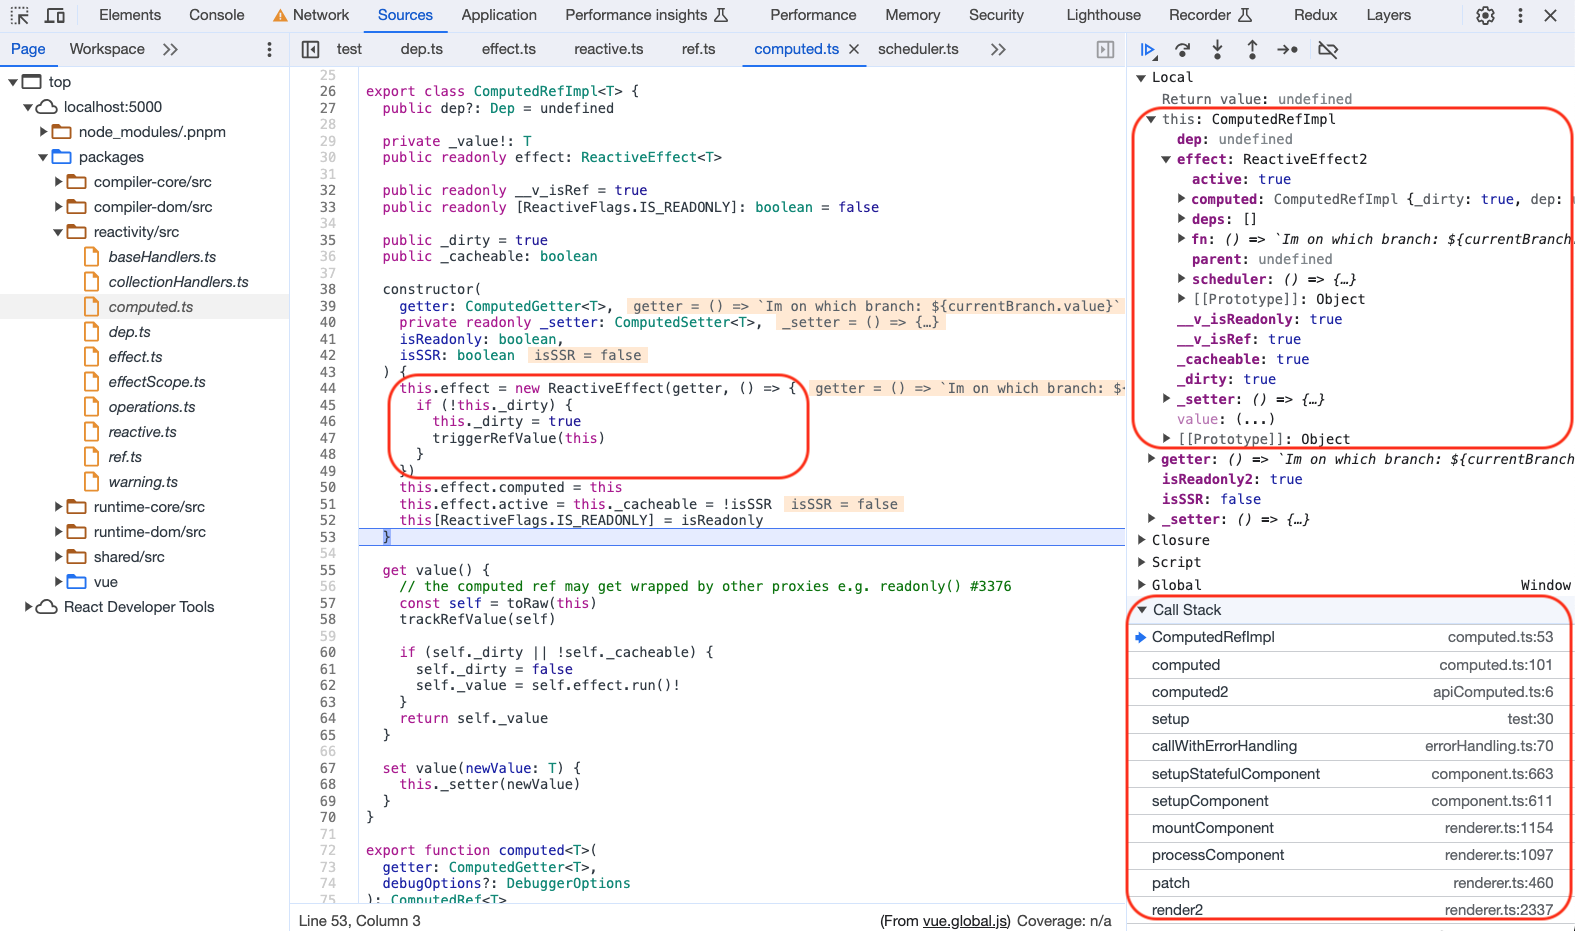 Elements Console Network Sources Application Performance insights Performance Memory Security Lighthouse Recorder Redux Layers
Page Workspace
top
localhost:5000
node_modules/.pnpm
packages
compiler-core/src
compiler-dom/src
reactivity/src
baseHandlers.ts
collectionHandlers.ts
computed.ts
dep.ts
effect.ts
effectScope.ts
operations.ts
reactive.ts
ref.ts
warning.ts
runtime-core/src
runtime-dom/src
shared/src
vue
React Developer Tools
test dep.ts effect.ts reactive.ts ref.ts computed.ts scheduler.ts
25
26 export class ComputedRefImpl<T> {
27 public dep?: Dep = undefined
28
29 private _value!: T
30 public readonly effect: ReactiveEffect<T>
31
32 public readonly __v_isRef = true
33 public readonly [ReactiveFlags.IS_READONLY]: boolean = false
34
35 public _dirty = true
36 public _cacheable: boolean
37
38 constructor(
39 getter: ComputedGetter<T>, getter = () => `Im on which branch: ${currentBranch.value}`
40 private readonly _setter: ComputedSetter<T>, _setter = () => {…}
41 isReadonly: boolean,
42 isSSR: boolean isSSR = false
43 ) {
44 this.effect = new ReactiveEffect(getter, () => { getter = () => `Im on which branch: ${
45 if (!this._dirty) {
46 this._dirty = true
47 triggerRefValue(this)
48 }
49 })
50 this.effect.computed = this
51 this.effect.active = this._cacheable = !isSSR isSSR = false
52 this[ReactiveFlags.IS_READONLY] = isReadonly
53 }
54
55 get value() {
56 // the computed ref may get wrapped by other proxies e.g. readonly() #3376
57 const self = toRaw(this)
58 trackRefValue(self)
59
60 if (self._dirty || !self._cacheable) {
61 self._dirty = false
62 self._value = self.effect.run()!
63 }
64 return self._value
65 }
66
67 set value(newValue: T) {
68 this._setter(newValue)
69 }
70 }
71
72 export function computed<T>(
73 getter: ComputedGetter<T>,
74 debugOptions?: DebuggerOptions
75 ): ComputedRef<T>
Line 53, Column 3 (From vue.global.js) Coverage: n/a
Local
Return value: undefined
this: ComputedRefImpl
dep: undefined
effect: ReactiveEffect2
active: true
computed: ComputedRefImpl {_dirty: true, dep:
deps: []
fn: () => `Im on which branch: ${currentBranch
parent: undefined
scheduler: () => {…}
[[Prototype]]: Object
__v_isReadonly: true
__v_isRef: true
_cacheable: true
_dirty: true
_setter: () => {…}
value: (...)
[[Prototype]]: Object
getter: () => `Im on which branch: ${currentBranch
isReadonly2: true
isSSR: false
_setter: () => {…}
Closure
Script
Global Window
Call Stack
ComputedRefImpl computed.ts:53
computed computed.ts:101
computed2 apiComputed.ts:6
setup test:30
callWithErrorHandling errorHandling.ts:70
setupStatefulComponent component.ts:663
setupComponent component.ts:611
mountComponent renderer.ts:1154
processComponent renderer.ts:1097
patch renderer.ts:460
render2 renderer.ts:2337